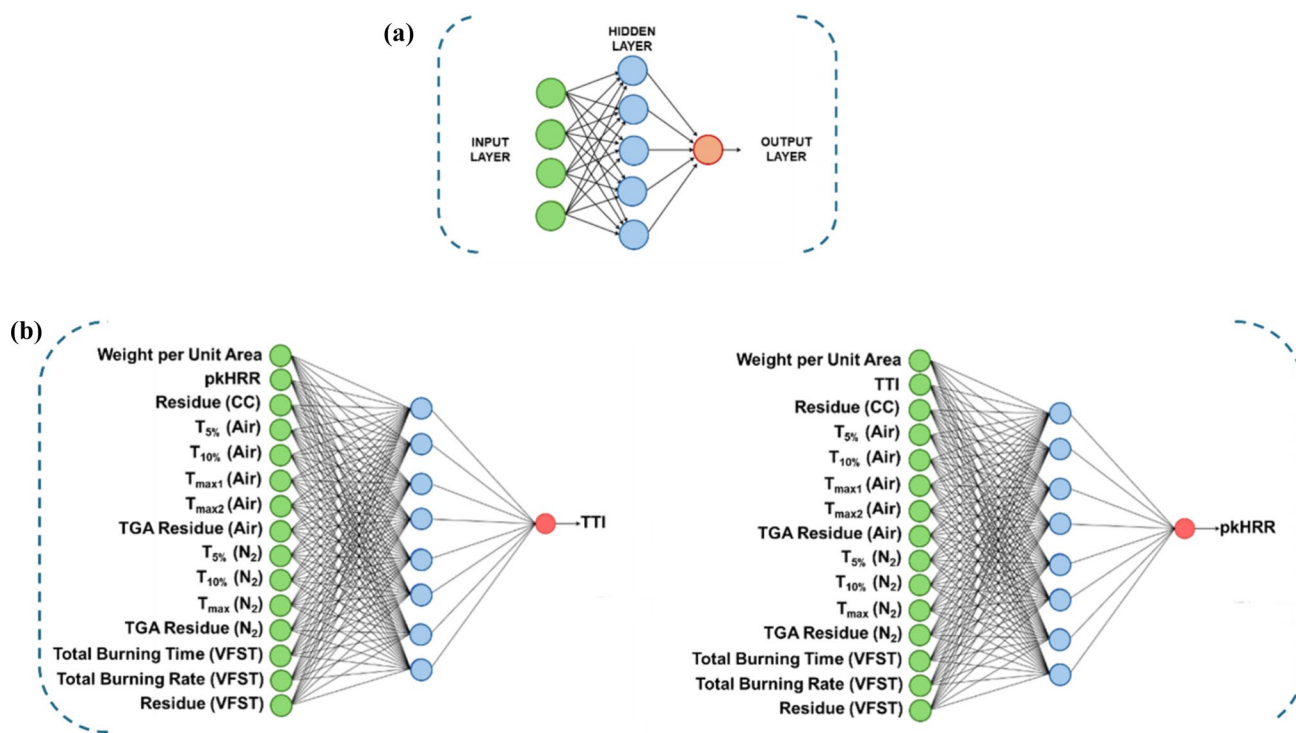 (a)
HIDDEN
LAYER
INPUT
LAYER
OUTPUT
LAYER
(b)
Weight per Unit Area
pkHRR
Residue (CC)
T5% (Air)
T10% (Air)
Tmax1 (Air)
Tmax2 (Air)
TGA Residue (Air)
T5% (N2)
T10% (N2)
Tmax (N2)
TGA Residue (N2)
Total Burning Time (VFST)
Total Burning Rate (VFST)
Residue (VFST)
TTI
Weight per Unit Area
TTI
Residue (CC)
T5% (Air)
T10% (Air)
Tmax1 (Air)
Tmax2 (Air)
TGA Residue (Air)
T5% (N2)
T10% (N2)
Tmax (N2)
TGA Residue (N2)
Total Burning Time (VFST)
Total Burning Rate (VFST)
Residue (VFST)
pkHRR